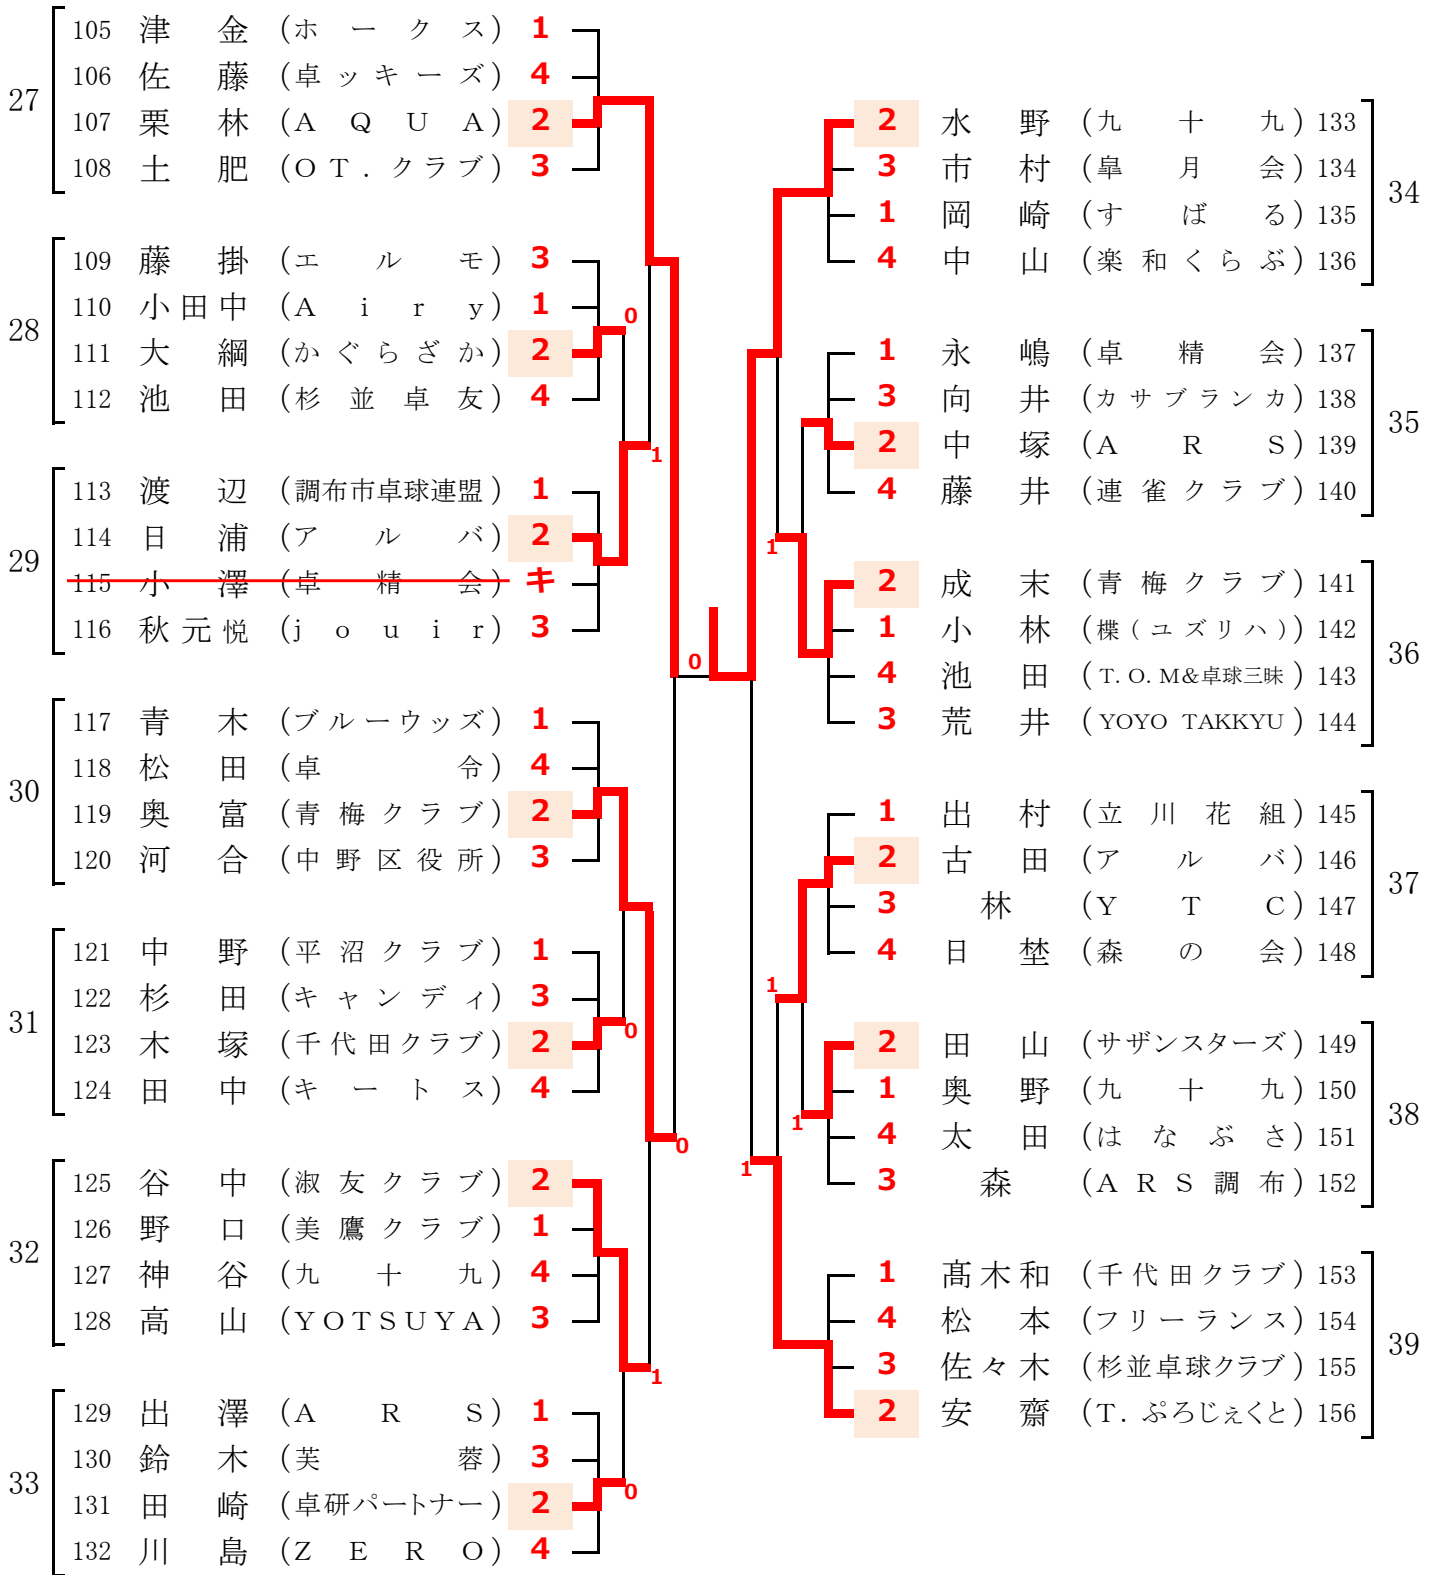 27
105 津金 (ホークス) 1
106 佐藤 (卓ッキーズ) 4
107 栗林 (AQUA) 2
108 土肥 (OT.クラブ) 3
28
109 藤掛 (エルモ) 3
110 小田中 (Airy) 1
111 大綱 (かぐらざか) 2
112 池田 (杉並卓友) 4
0
1
29
113 渡辺 (調布市卓球連盟) 1
114 日浦 (アルバ) 2
115 小澤 (卓精会) キ
116 秋元悦 (jouir) 3
30
117 青木 (ブルーウッズ) 1
118 松田 (卓令) 4
119 奥富 (青梅クラブ) 2
120 河合 (中野区役所) 3
31
121 中野 (平沼クラブ) 1
122 杉田 (キャンディ) 3
123 木塚 (千代田クラブ) 2
124 田中 (キートス) 4
0
0
32
125 谷中 (淑友クラブ) 2
126 野口 (美鷹クラブ) 1
127 神谷 (九十九) 4
128 高山 (YOTSUYA) 3
1
33
129 出澤 (ARS) 1
130 鈴木 (芙蓉) 3
131 田崎 (卓研パートナー) 2
132 川島 (ZERO) 4
0
0
2 水野 (九十九) 133
3 市村 (皐月会) 134
1 岡崎 (すばる) 135
4 中山 (楽和くらぶ) 136
34
1 永嶋 (卓精会) 137
3 向井 (カサブランカ) 138
2 中塚 (ARS) 139
4 藤井 (連雀クラブ) 140
35
1
2 成末 (青梅クラブ) 141
1 小林 (楪(ユズリハ)) 142
4 池田 (T.O.M&卓球三昧) 143
3 荒井 (YOYO TAKKYU) 144
36
1 出村 (立川花組) 145
2 古田 (アルバ) 146
3 林 (YTC) 147
4 日埜 (森の会) 148
37
1
2 田山 (サザンスターズ) 149
1 奥野 (九十九) 150
4 太田 (はなぶさ) 151
3 森 (ARS調布) 152
38
1
1
1 髙木和 (千代田クラブ) 153
4 松本 (フリーランス) 154
3 佐々木 (杉並卓球クラブ) 155
2 安齋 (T.ぷろじぇくと) 156
39